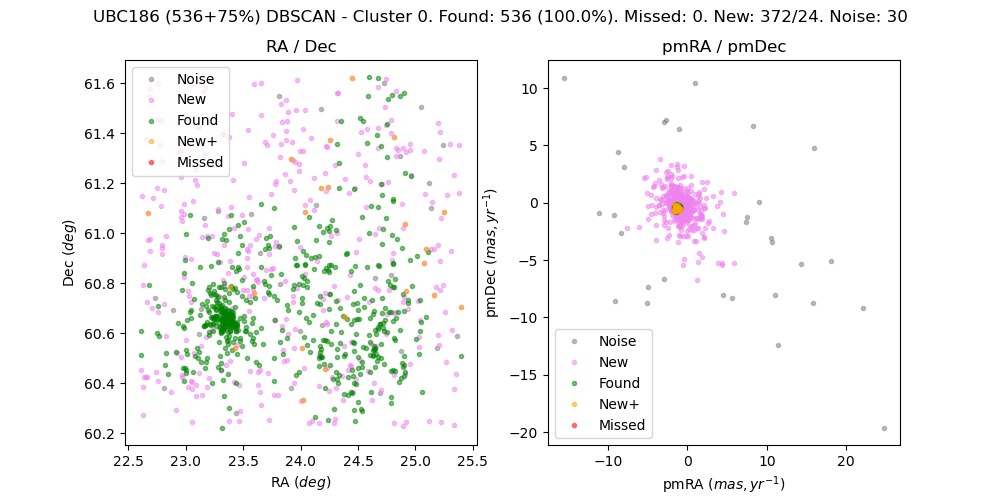 UBC186 (536+75%) DBSCAN - Cluster 0. Found: 536 (100.0%). Missed: 0. New: 372/24. Noise: 30
RA / Dec
pmRA / pmDec
Noise
New
Found
New+
Missed
61.6
61.4
61.2
61.0
60.8
60.6
60.4
60.2
Dec (deg)
22.5 23.0 23.5 24.0 24.5 25.0 25.5
RA (deg)
10
5
0
−5
−10
−15
−20
pmDec (mas, yr⁻¹)
Noise
New
Found
New+
Missed
−10 0 10 20
pmRA (mas, yr⁻¹)